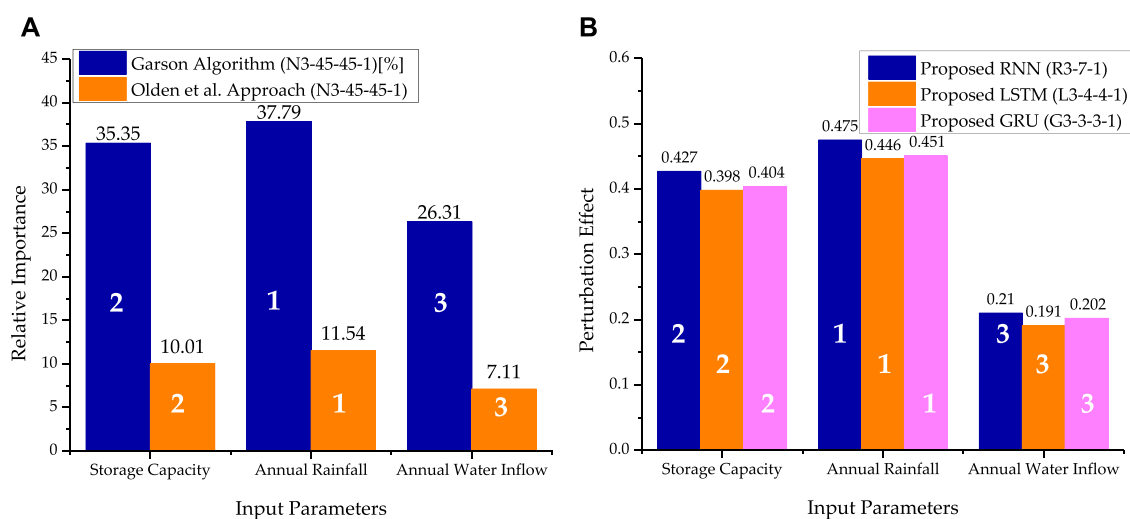 A
Garson Algorithm (N3-45-45-1)[%]
Olden et al. Approach (N3-45-45-1)
Relative Importance
45
40
35
30
25
20
15
10
5
0
35.35
10.01
37.79
11.54
26.31
7.11
2
2
1
1
3
3
Storage Capacity
Annual Rainfall
Annual Water Inflow
Input Parameters
B
Proposed RNN (R3-7-1)
Proposed LSTM (L3-4-4-1)
Proposed GRU (G3-3-3-1)
Perturbation Effect
0.6
0.5
0.4
0.3
0.2
0.1
0.0
0.427
0.398
0.404
0.475
0.446
0.451
0.21
0.191
0.202
2
2
2
1
1
1
3
3
3
Storage Capacity
Annual Rainfall
Annual Water Inflow
Input Parameters